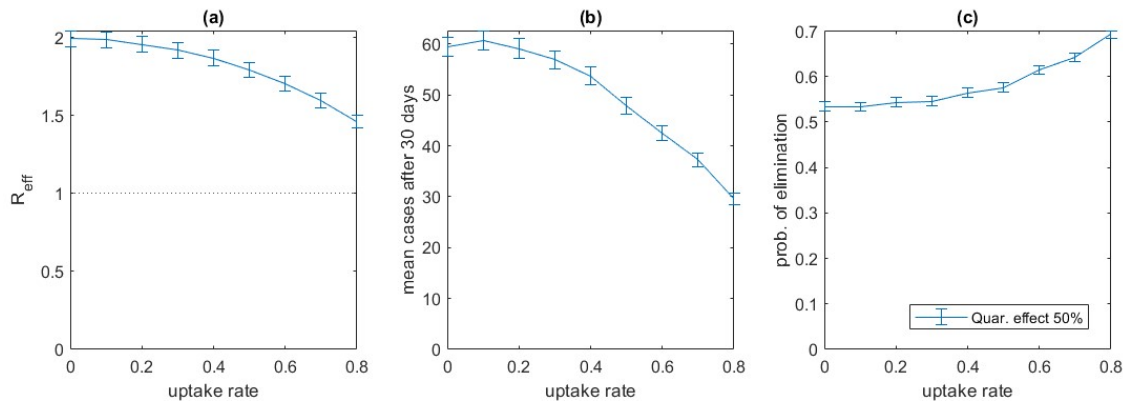 (a)
2
1.5
1
0.5
0
R_eff
0 0.2 0.4 0.6 0.8
uptake rate
(b)
60
50
40
30
20
10
0
mean cases after 30 days
0 0.2 0.4 0.6 0.8
uptake rate
(c)
0.7
0.6
0.5
0.4
0.3
0.2
0.1
0
prob. of elimination
Quar. effect 50%
0 0.2 0.4 0.6 0.8
uptake rate